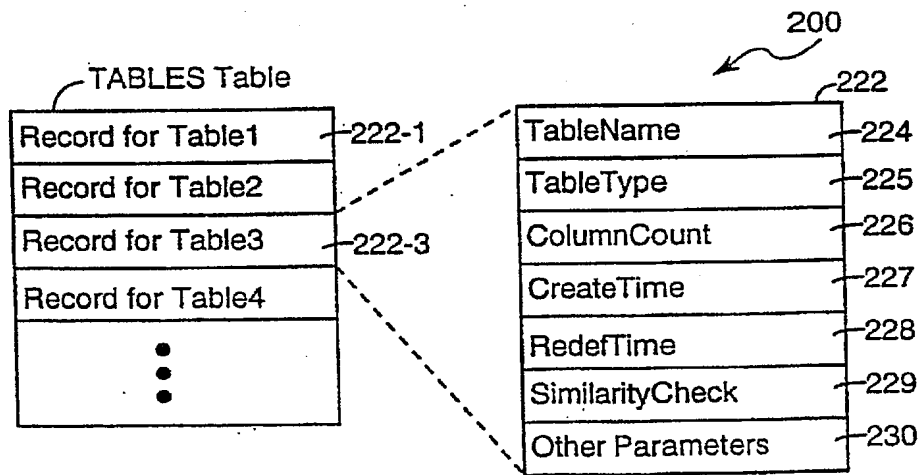 200
TABLES Table
222
Record for Table1
222-1
Record for Table2
Record for Table3
222-3
Record for Table4
TableName
224
TableType
225
ColumnCount
226
CreateTime
227
RedefTime
228
SimilarityCheck
229
Other Parameters
230